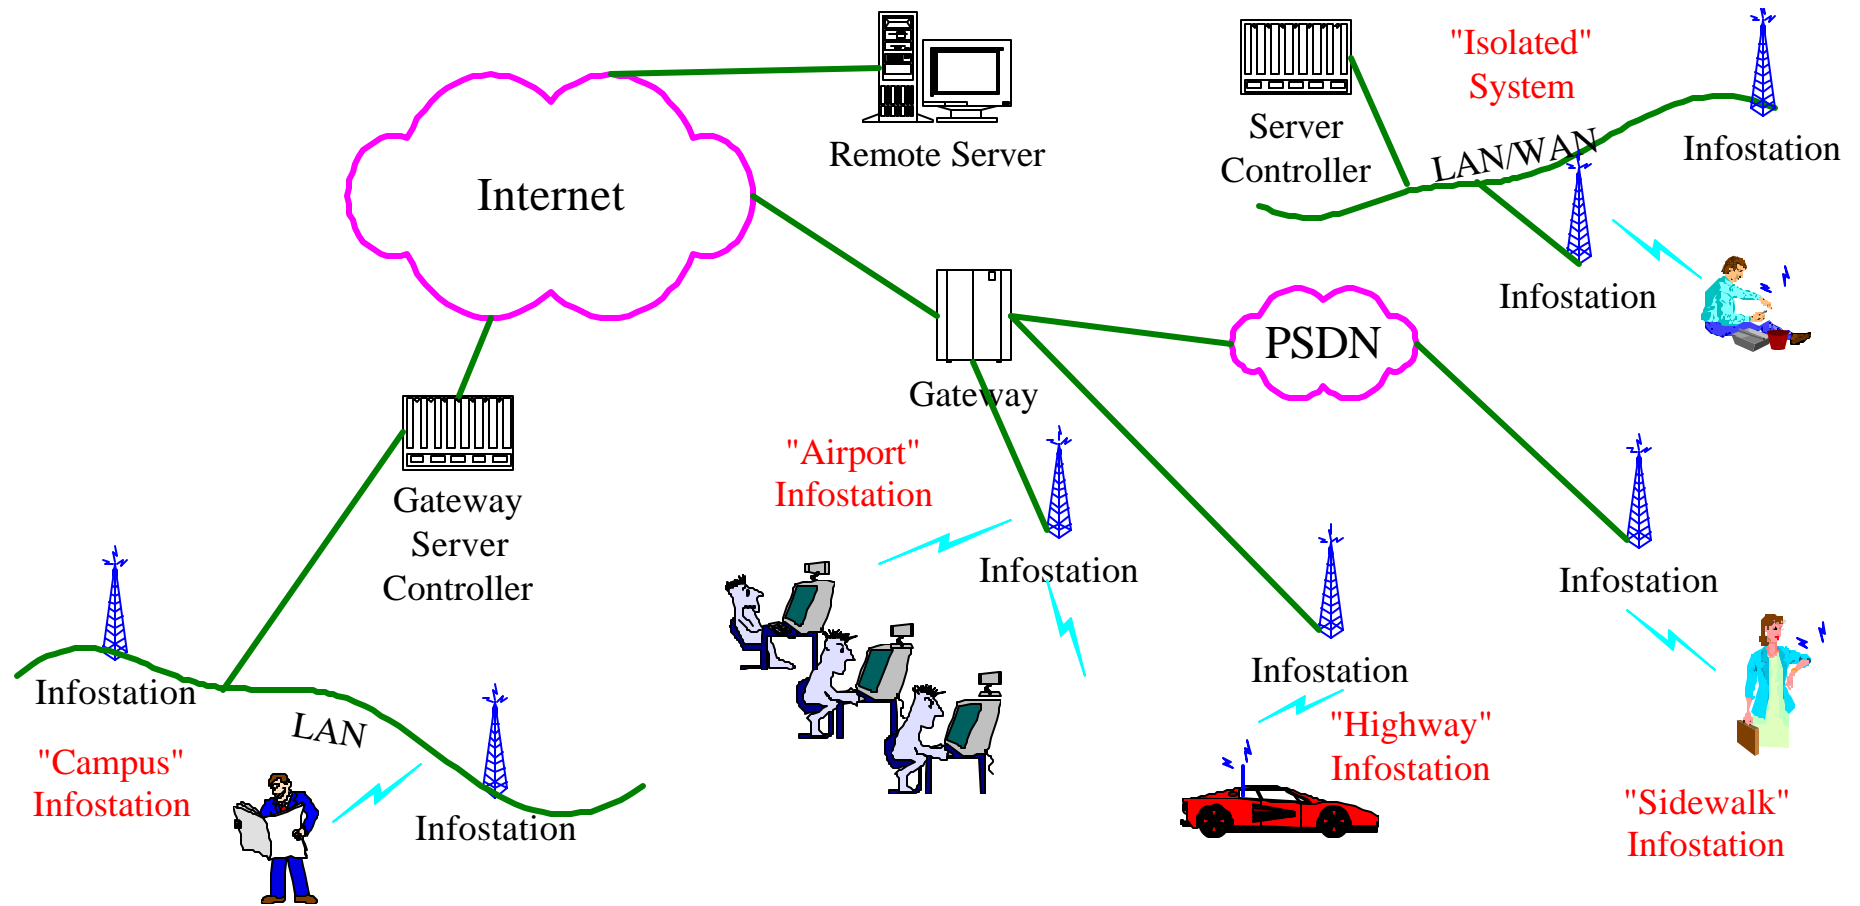 Internet
Remote Server
Server
Controller
"Isolated"
System
LAN/WAN
Infostation
Infostation
PSDN
Gateway
Gateway
Server
Controller
"Airport"
Infostation
Infostation
Infostation
Infostation
Infostation
LAN
"Campus"
Infostation
Infostation
"Highway"
Infostation
"Sidewalk"
Infostation